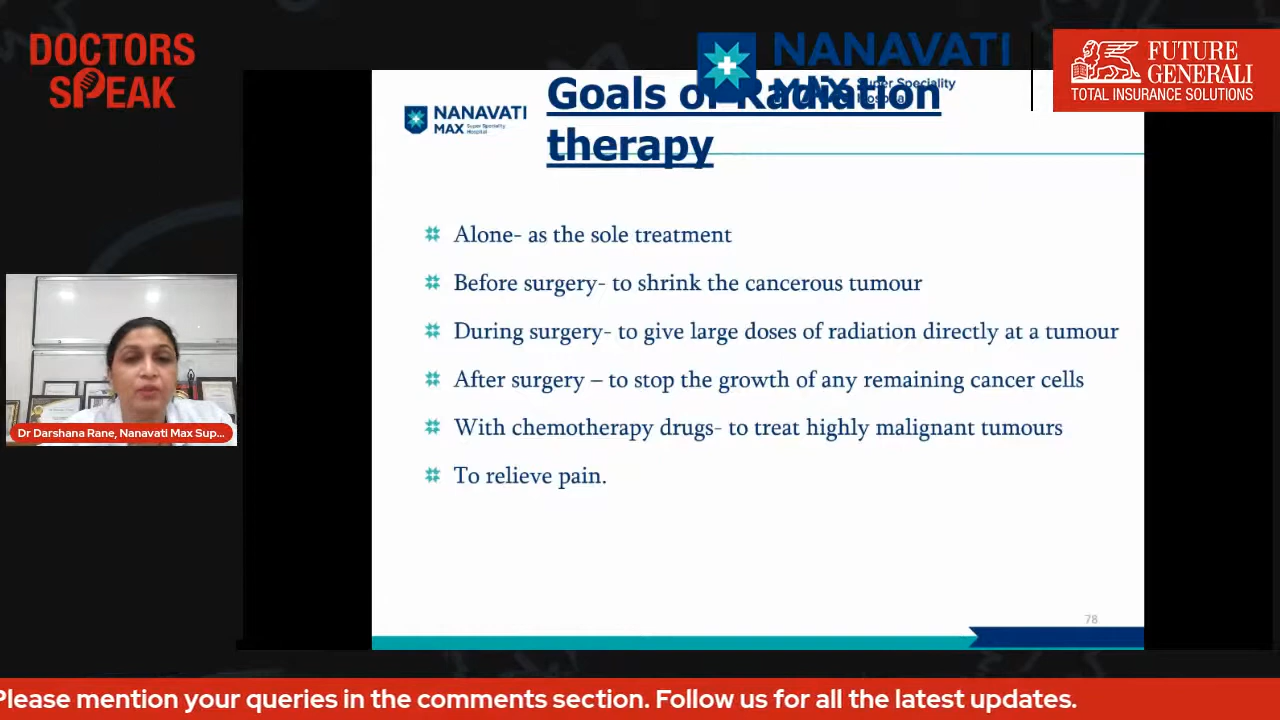 DOCTORS
SPEAK
NANAVATI
MAX Super Speciality
Hospital
FUTURE
GENERALI
TOTAL INSURANCE SOLUTIONS
NANAVATI
MAX Super Speciality
Hospital
Goals of Radiation
therapy
Alone- as the sole treatment
Before surgery- to shrink the cancerous tumour
During surgery- to give large doses of radiation directly at a tumour
After surgery – to stop the growth of any remaining cancer cells
With chemotherapy drugs- to treat highly malignant tumours
To relieve pain.
Dr Darshana Rane, Nanavati Max Sup...
78
Please mention your queries in the comments section. Follow us for all the latest updates.